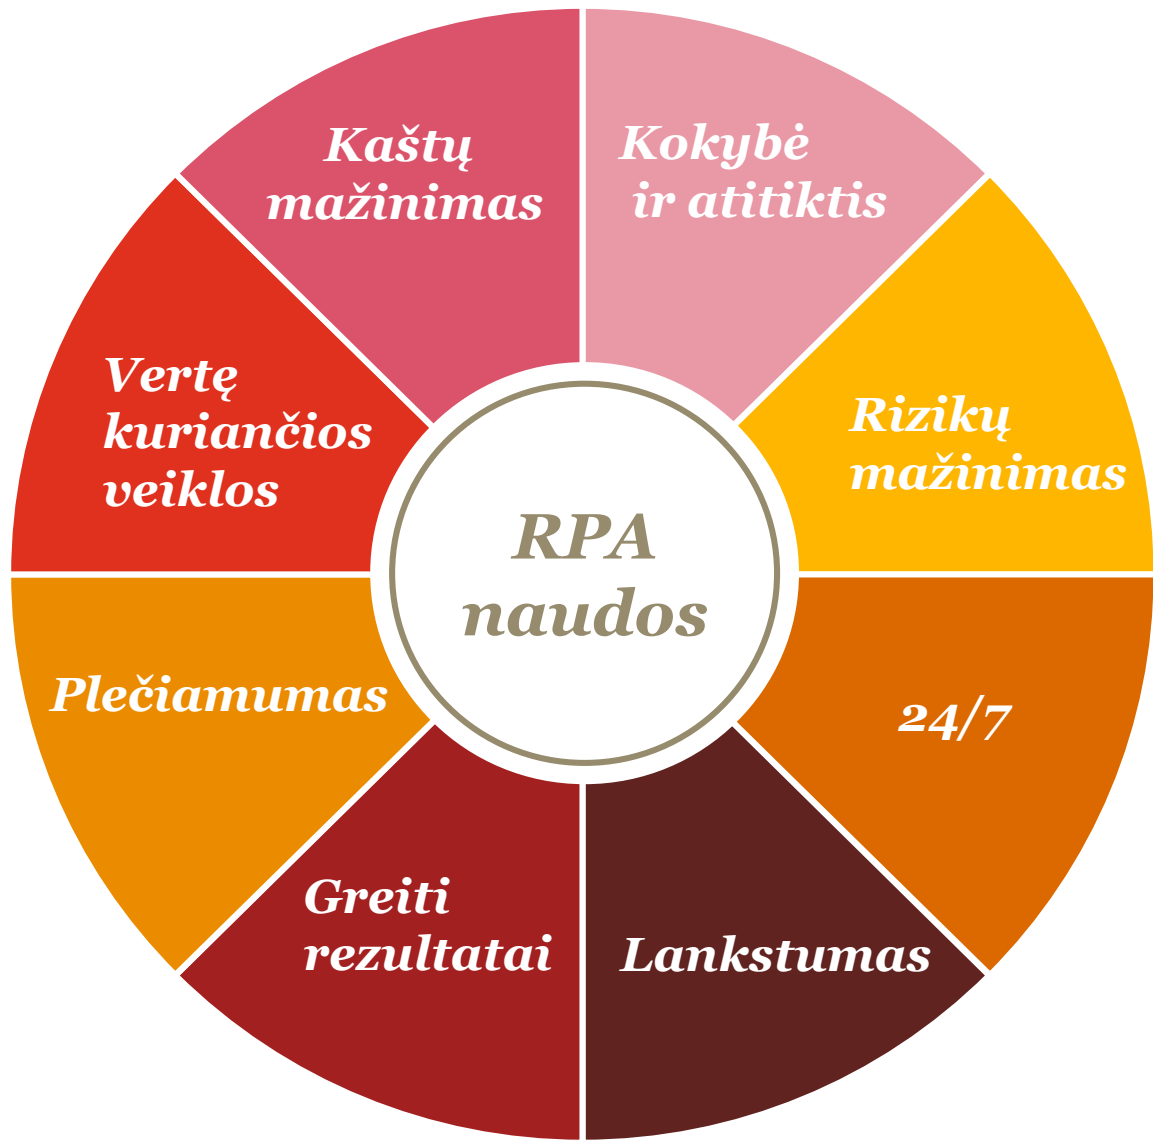 Kaštų
mažinimas
Kokybė
ir atitiktis
Rizikų
mažinimas
24/7
Lankstumas
Greiti
rezultatai
Plečiamumas
Vertę
kuriančios
veiklos
RPA
naudos